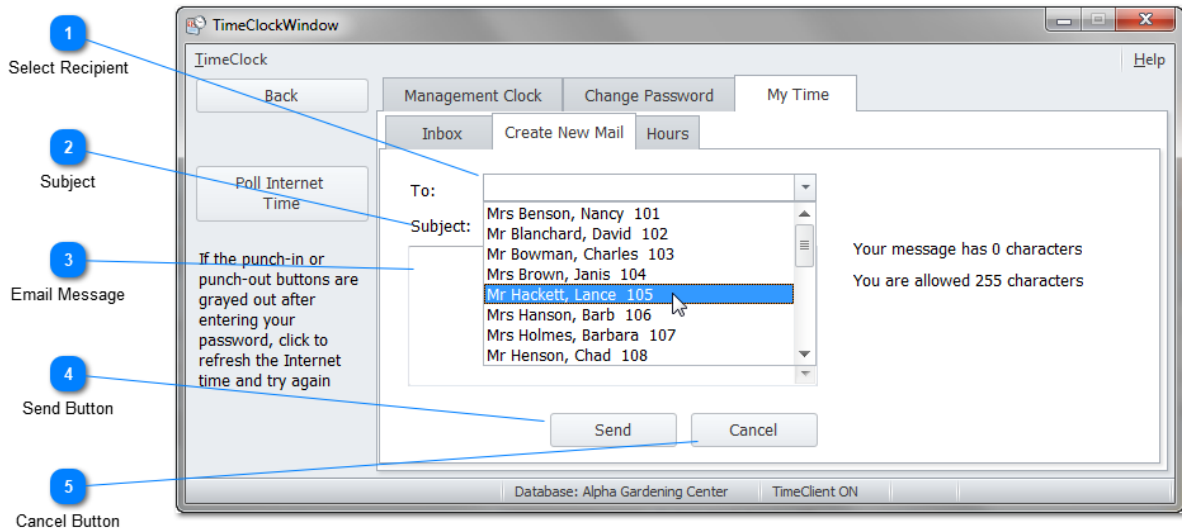 1
Select Recipient
2
Subject
3
Email Message
4
Send Button
5
Cancel Button
TimeClockWindow
TimeClock
Help
Back
Management Clock
Change Password
My Time
Inbox
Create New Mail
Hours
Poll Internet
Time
If the punch-in or
punch-out buttons are
grayed out after
entering your
password, click to
refresh the Internet
time and try again
To:
Subject:
Mrs Benson, Nancy 101
Mr Blanchard, David 102
Mr Bowman, Charles 103
Mrs Brown, Janis 104
Mr Hackett, Lance 105
Mrs Hanson, Barb 106
Mrs Holmes, Barbara 107
Mr Henson, Chad 108
Your message has 0 characters
You are allowed 255 characters
Send
Cancel
Database: Alpha Gardening Center
TimeClient ON